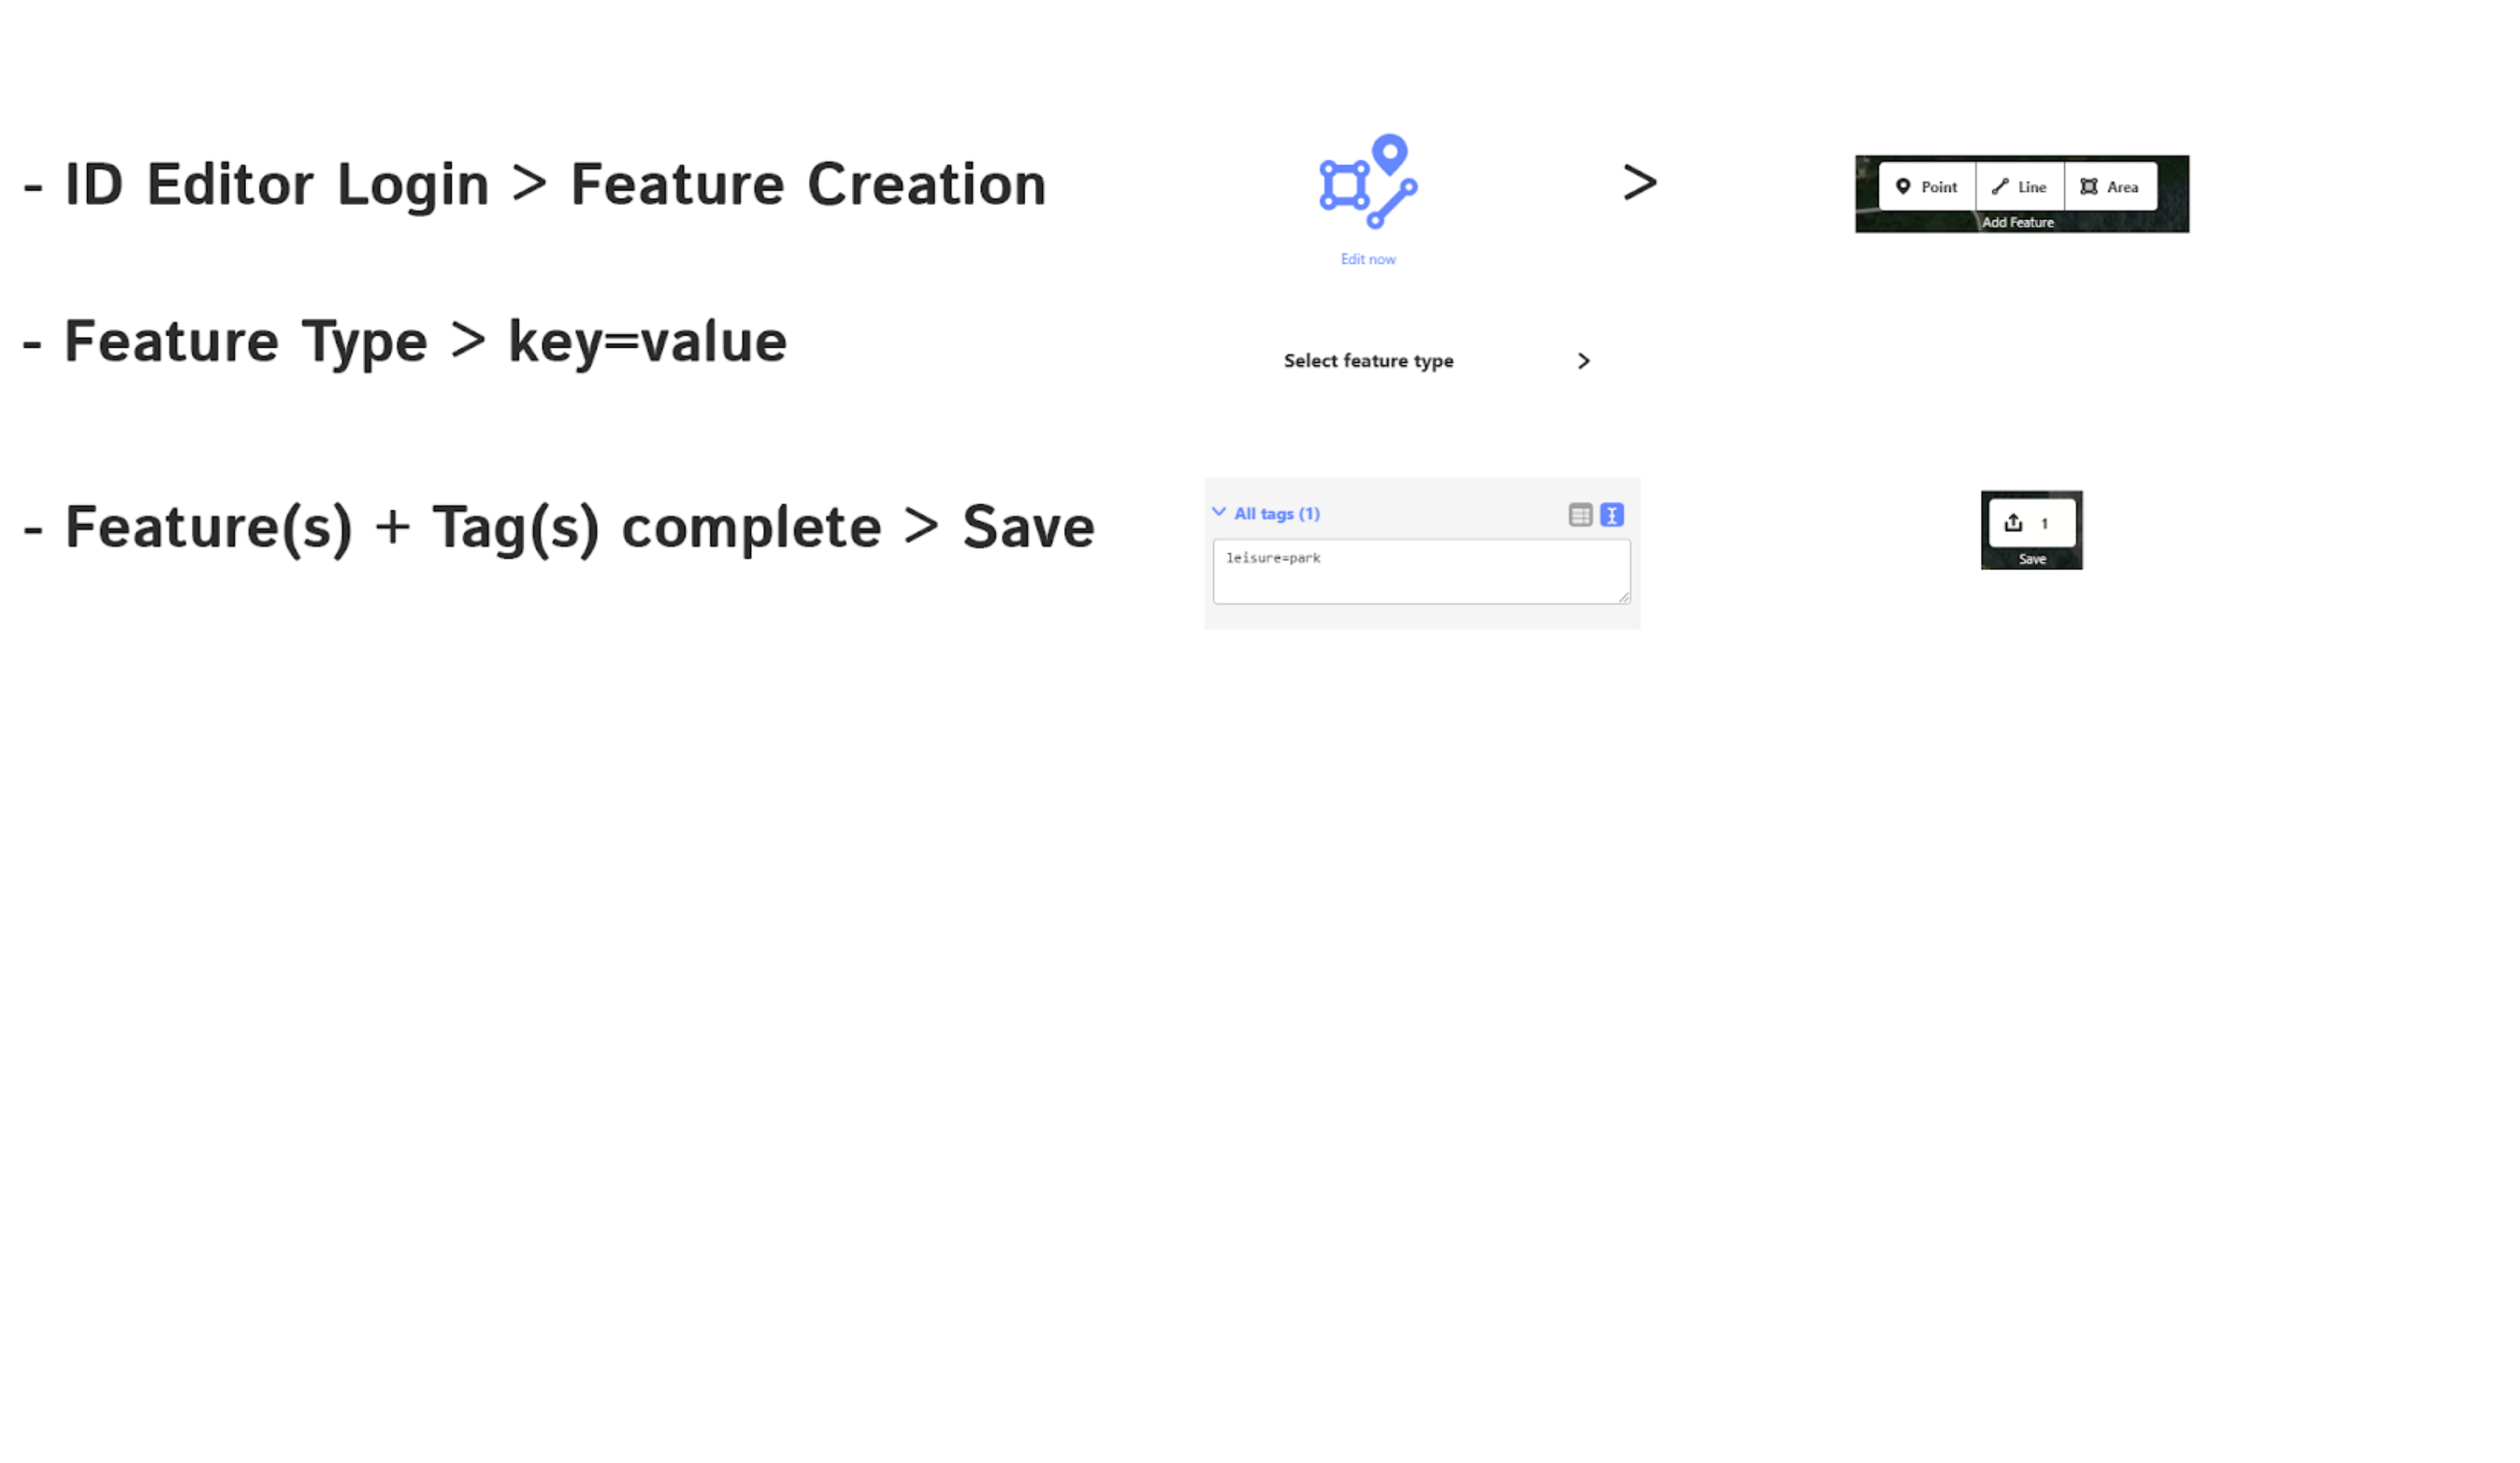 - ID Editor Login > Feature Creation
>
Point Line Area
Add Feature
Edit now
- Feature Type > key=value
Select feature type >
- Feature(s) + Tag(s) complete > Save
All tags (1)
leisure=park
1
Save